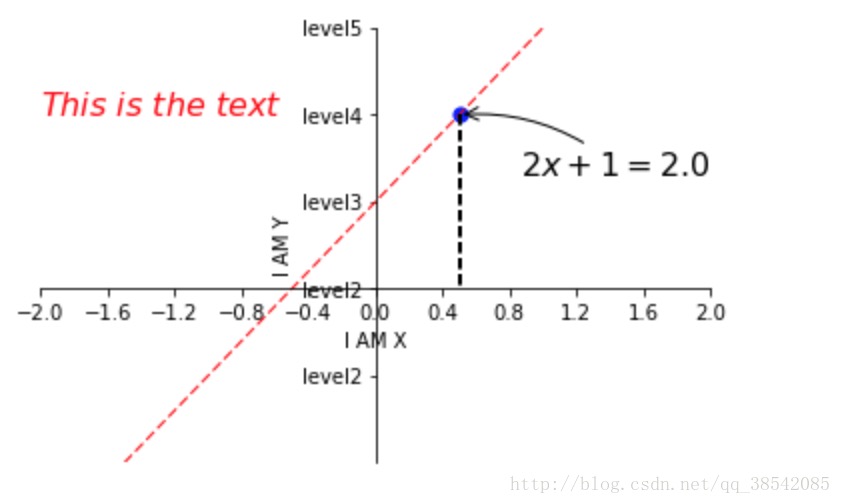 level5
This is the text
level4
2x + 1 = 2.0
level3
I AM Y
level2
−2.0 −1.6 −1.2 −0.8 −0.4 0.0 0.4 0.8 1.2 1.6 2.0
I AM X
level2
http://blog.csdn.net/qq_38542085